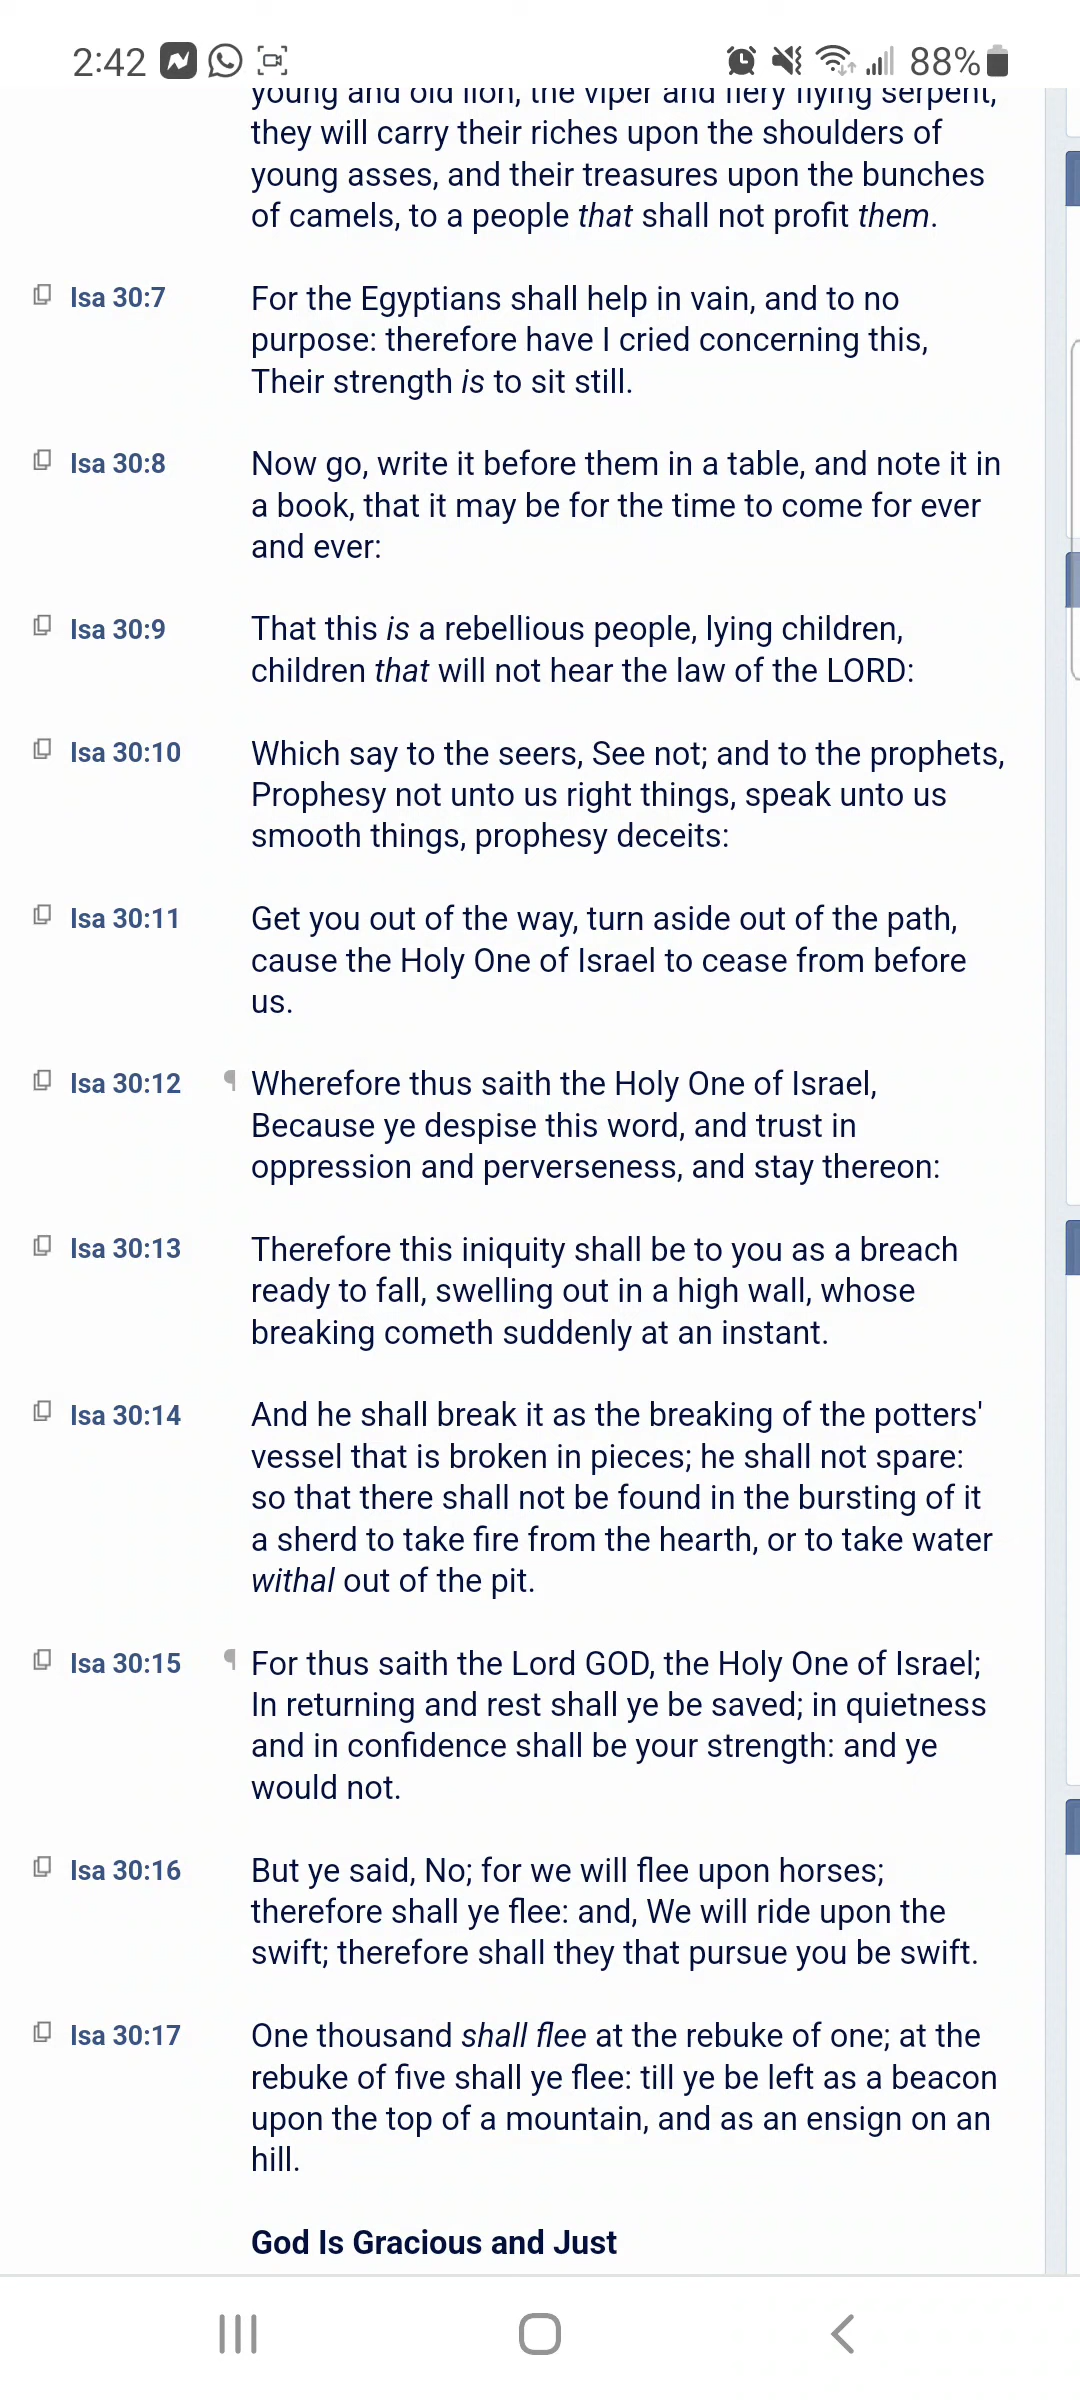 2:42
88%
young and old lion, the viper and fiery flying serpent,
they will carry their riches upon the shoulders of
young asses, and their treasures upon the bunches
of camels, to a people that shall not profit them.
Isa 30:7
For the Egyptians shall help in vain, and to no
purpose: therefore have I cried concerning this,
Their strength is to sit still.
Isa 30:8
Now go, write it before them in a table, and note it in
a book, that it may be for the time to come for ever
and ever:
Isa 30:9
That this is a rebellious people, lying children,
children that will not hear the law of the LORD:
Isa 30:10
Which say to the seers, See not; and to the prophets,
Prophesy not unto us right things, speak unto us
smooth things, prophesy deceits:
Isa 30:11
Get you out of the way, turn aside out of the path,
cause the Holy One of Israel to cease from before
us.
Isa 30:12
¶ Wherefore thus saith the Holy One of Israel,
Because ye despise this word, and trust in
oppression and perverseness, and stay thereon:
Isa 30:13
Therefore this iniquity shall be to you as a breach
ready to fall, swelling out in a high wall, whose
breaking cometh suddenly at an instant.
Isa 30:14
And he shall break it as the breaking of the potters'
vessel that is broken in pieces; he shall not spare:
so that there shall not be found in the bursting of it
a sherd to take fire from the hearth, or to take water
withal out of the pit.
Isa 30:15
¶ For thus saith the Lord GOD, the Holy One of Israel;
In returning and rest shall ye be saved; in quietness
and in confidence shall be your strength: and ye
would not.
Isa 30:16
But ye said, No; for we will flee upon horses;
therefore shall ye flee: and, We will ride upon the
swift; therefore shall they that pursue you be swift.
Isa 30:17
One thousand shall flee at the rebuke of one; at the
rebuke of five shall ye flee: till ye be left as a beacon
upon the top of a mountain, and as an ensign on an
hill.
God Is Gracious and Just